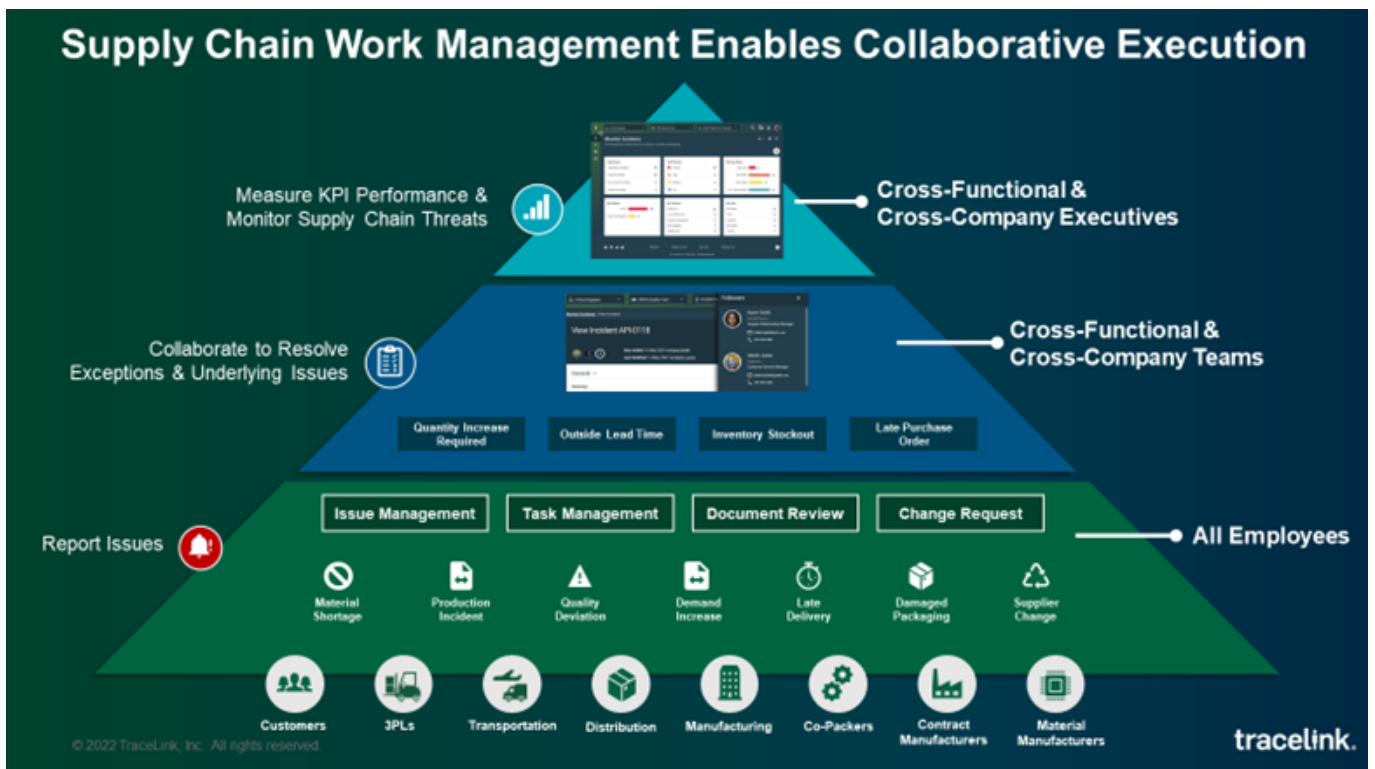 Supply Chain Work Management Enables Collaborative Execution
Measure KPI Performance &
Monitor Supply Chain Threats
Cross-Functional &
Cross-Company Executives
Monitor Incidents
Followers
View Incident API-0118
Collaborate to Resolve
Exceptions & Underlying Issues
Cross-Functional &
Cross-Company Teams
Quantity Increase
Required
Outside Lead Time
Inventory Stockout
Late Purchase
Order
Issue Management
Task Management
Document Review
Change Request
Report Issues
All Employees
Material
Shortage
Production
Incident
Quality
Deviation
Demand
Increase
Late
Delivery
Damaged
Packaging
Supplier
Change
Customers
3PLs
Transportation
Distribution
Manufacturing
Co-Packers
Contract
Manufacturers
Material
Manufacturers
© 2022 TraceLink, Inc. All rights reserved.
tracelink.